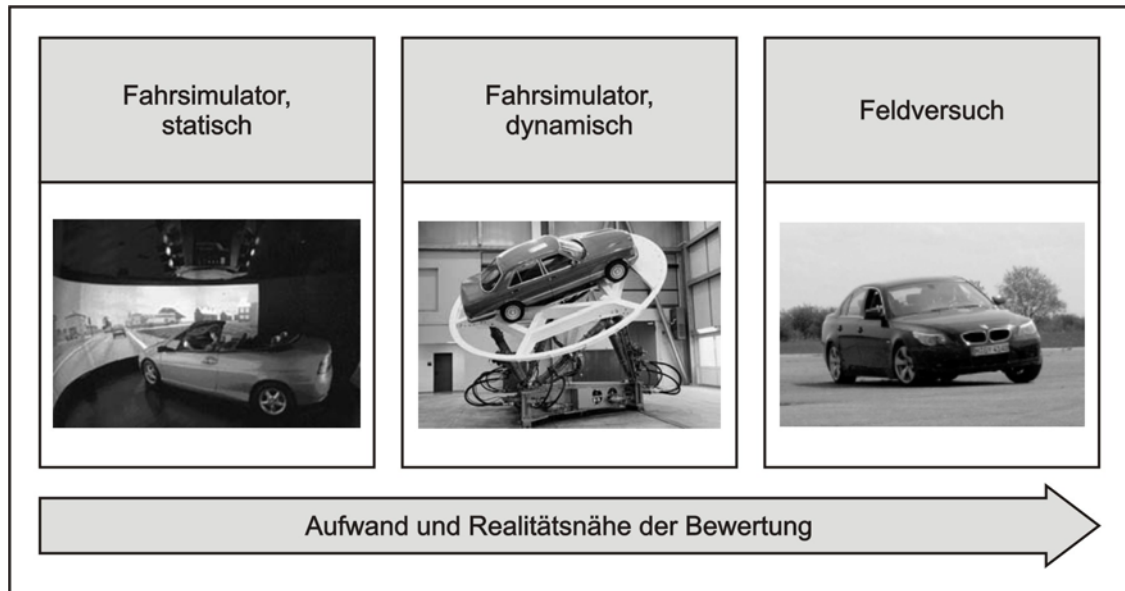 Fahrsimulator,
statisch
Fahrsimulator,
dynamisch
Feldversuch
Aufwand und Realitätsnähe der Bewertung